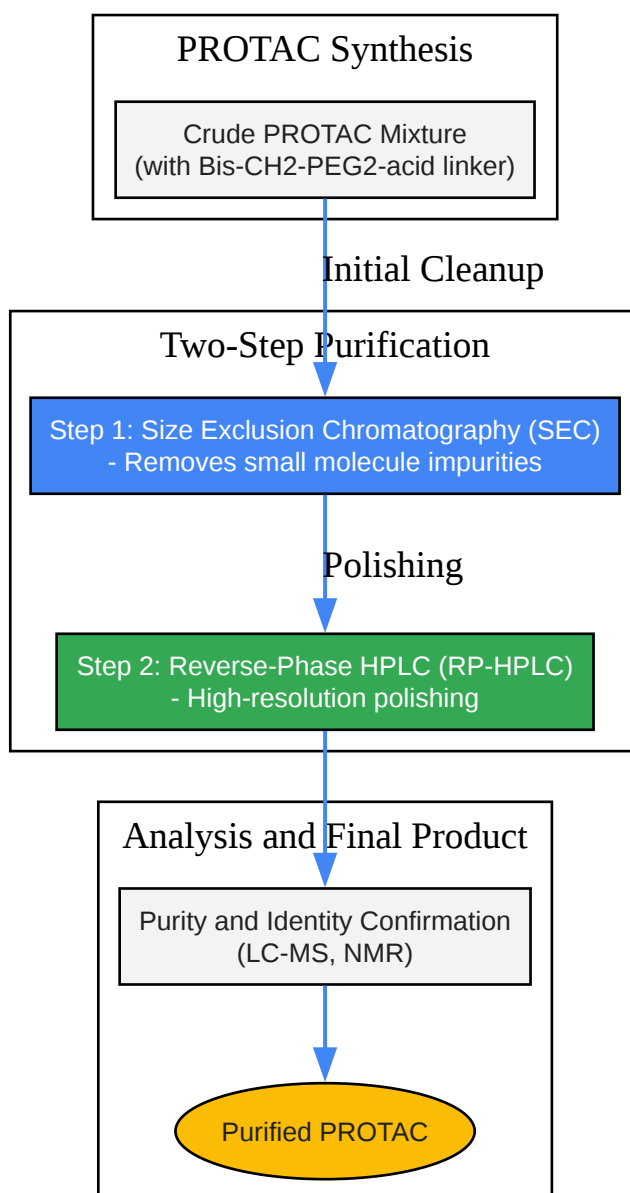 PROTAC Synthesis
Crude PROTAC Mixture
(with Bis-CH2-PEG2-acid linker)
Initial Cleanup
Two-Step Purification
Step 1: Size Exclusion Chromatography (SEC)
- Removes small molecule impurities
Polishing
Step 2: Reverse-Phase HPLC (RP-HPLC)
- High-resolution polishing
Analysis and Final Product
Purity and Identity Confirmation
(LC-MS, NMR)
Purified PROTAC